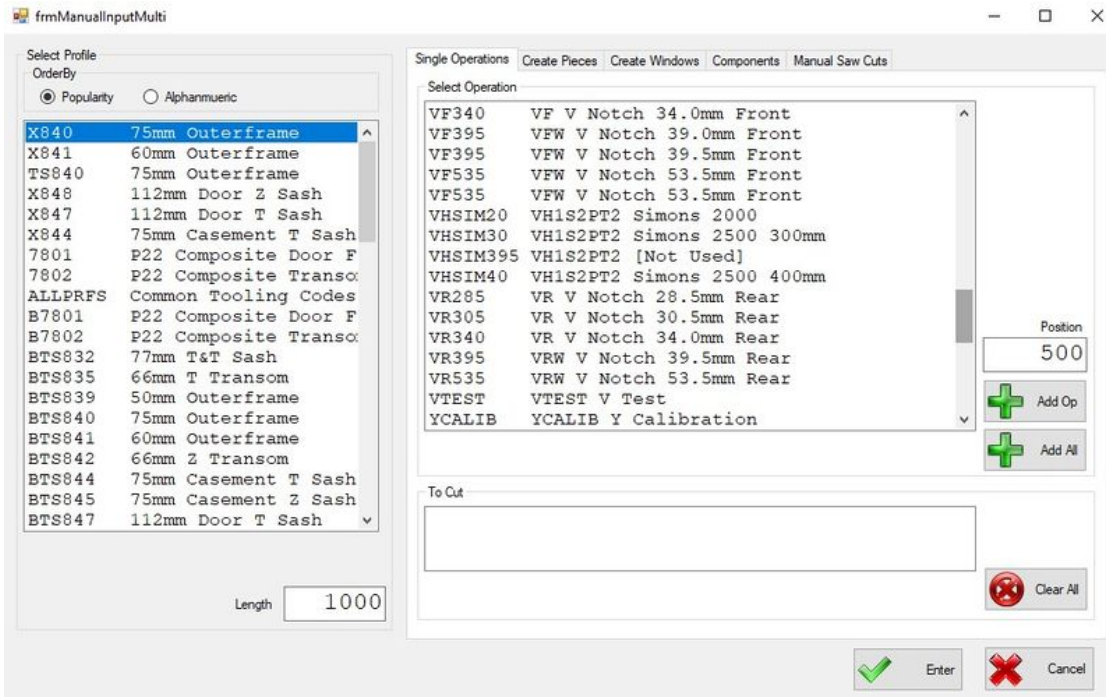 frmManualInputMulti
Select Profile
OrderBy
Popularity
Alphanmueric
X840 75mm Outerframe
X841 60mm Outerframe
TS840 75mm Outerframe
X848 112mm Door Z Sash
X847 112mm Door T Sash
X844 75mm Casement T Sash
7801 P22 Composite Door F
7802 P22 Composite Transo
ALLPRFS Common Tooling Codes
B7801 P22 Composite Door F
B7802 P22 Composite Transo
BTS832 77mm T&T Sash
BTS835 66mm T Transom
BTS839 50mm Outerframe
BTS840 75mm Outerframe
BTS841 60mm Outerframe
BTS842 66mm Z Transom
BTS844 75mm Casement T Sash
BTS845 75mm Casement Z Sash
BTS847 112mm Door T Sash
Length 1000
Single Operations Create Pieces Create Windows Components Manual Saw Cuts
Select Operation
VF340 VF V Notch 34.0mm Front
VF395 VFW V Notch 39.0mm Front
VF395 VFW V Notch 39.5mm Front
VF535 VFW V Notch 53.5mm Front
VF535 VFW V Notch 53.5mm Front
VHSIM20 VH1S2PT2 Simons 2000
VHSIM30 VH1S2PT2 Simons 2500 300mm
VHSIM395 VH1S2PT2 [Not Used]
VHSIM40 VH1S2PT2 Simons 2500 400mm
VR285 VR V Notch 28.5mm Rear
VR305 VR V Notch 30.5mm Rear
VR340 VR V Notch 34.0mm Rear
VR395 VRW V Notch 39.5mm Rear
VR535 VRW V Notch 53.5mm Rear
VTEST VTEST V Test
YCALIB YCALIB Y Calibration
Position
500
Add Op
Add All
To Cut
Clear All
Enter
Cancel